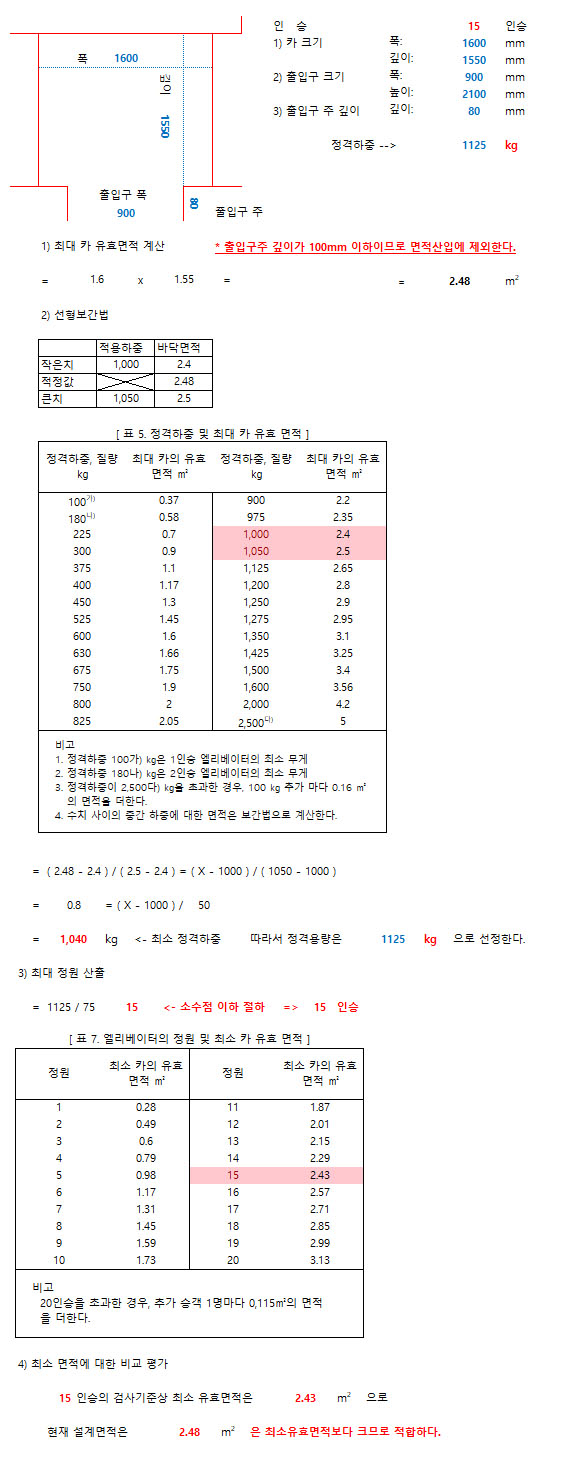 인 승 15 인승
1) 카 크기 폭: 1600 mm
깊이: 1550 mm
2) 출입구 크기 폭: 900 mm
높이: 2100 mm
3) 출입구 주 깊이 깊이: 80 mm
정격하중 --> 1125 kg
폭 1600
깊이 1550
출입구 폭
900
80
출입구 주
1) 최대 카 유효면적 계산 * 출입구주 깊이가 100mm 이하이므로 면적산입에 제외한다.
= 1.6 x 1.55 = = 2.48 m²
2) 선형보간법
적용하중 바닥면적
작은치 1,000 2.4
적정값 2.48
큰치 1,050 2.5
[ 표 5. 정격하중 및 최대 카 유효 면적 ]
정격하중, 질량 최대 카의 유효 정격하중, 질량 최대 카의 유효
kg 면적 ㎡ kg 면적 ㎡
100가) 0.37 900 2.2
180나) 0.58 975 2.35
225 0.7 1,000 2.4
300 0.9 1,050 2.5
375 1.1 1,125 2.65
400 1.17 1,200 2.8
450 1.3 1,250 2.9
525 1.45 1,275 2.95
600 1.6 1,350 3.1
630 1.66 1,425 3.25
675 1.75 1,500 3.4
750 1.9 1,600 3.56
800 2 2,000 4.2
825 2.05 2,500다) 5
비고
1. 정격하중 100가) kg은 1인승 엘리베이터의 최소 무게
2. 정격하중 180나) kg은 2인승 엘리베이터의 최소 무게
3. 정격하중이 2,500다) kg을 초과한 경우, 100 kg 추가 마다 0.16 ㎡
의 면적을 더한다.
4. 수치 사이의 중간 하중에 대한 면적은 보간법으로 계산한다.
= ( 2.48 - 2.4 ) / ( 2.5 - 2.4 ) = ( X - 1000 ) / ( 1050 - 1000 )
= 0.8 = ( X - 1000 ) / 50
= 1,040 kg <- 최소 정격하중 따라서 정격용량은 1125 kg 으로 선정한다.
3) 최대 정원 산출
= 1125 / 75 15 <- 소수점 이하 절하 => 15 인승
[ 표 7. 엘리베이터의 정원 및 최소 카 유효 면적 ]
정원 최소 카의 유효 정원 최소 카의 유효
면적 ㎡ 면적 ㎡
1 0.28 11 1.87
2 0.49 12 2.01
3 0.6 13 2.15
4 0.79 14 2.29
5 0.98 15 2.43
6 1.17 16 2.57
7 1.31 17 2.71
8 1.45 18 2.85
9 1.59 19 2.99
10 1.73 20 3.13
비고
20인승을 초과한 경우, 추가 승객 1명마다 0,115㎡의 면적
을 더한다.
4) 최소 면적에 대한 비교 평가
15 인승의 검사기준상 최소 유효면적은 2.43 m² 으로
현재 설계면적은 2.48 m² 은 최소유효면적보다 크므로 적합하다.